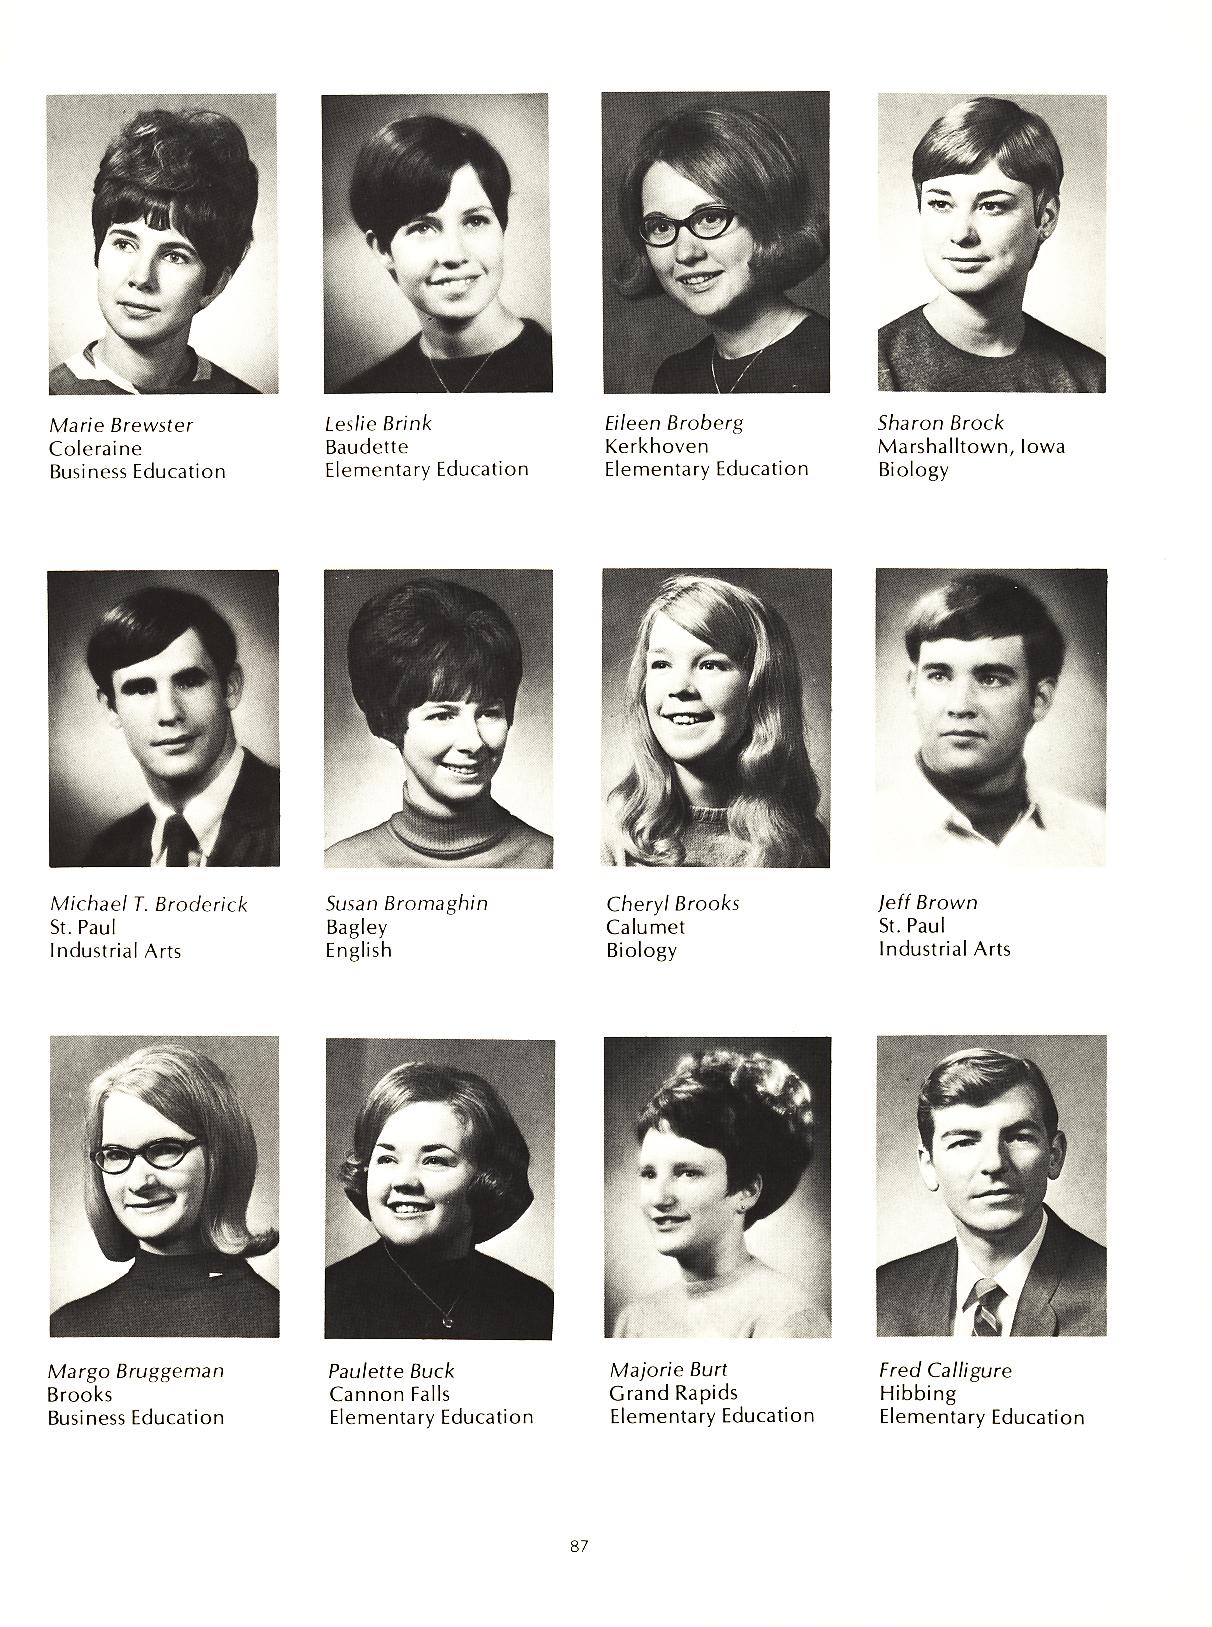 Marie Brewster
Coleraine
Business Education
Leslie Brink
Baudette
Elementary Education
Eileen Broberg
Kerkhoven
Elementary Education
Sharon Brock
Marshalltown, Iowa
Biology
Michael T. Broderick
St. Paul
Industrial Arts
Susan Bromaghin
Bagley
English
Cheryl Brooks
Calumet
Biology
Jeff Brown
St. Paul
Industrial Arts
Margo Bruggeman
Brooks
Business Education
Paulette Buck
Cannon Falls
Elementary Education
Majorie Burt
Grand Rapids
Elementary Education
Fred Calligure
Hibbing
Elementary Education
87